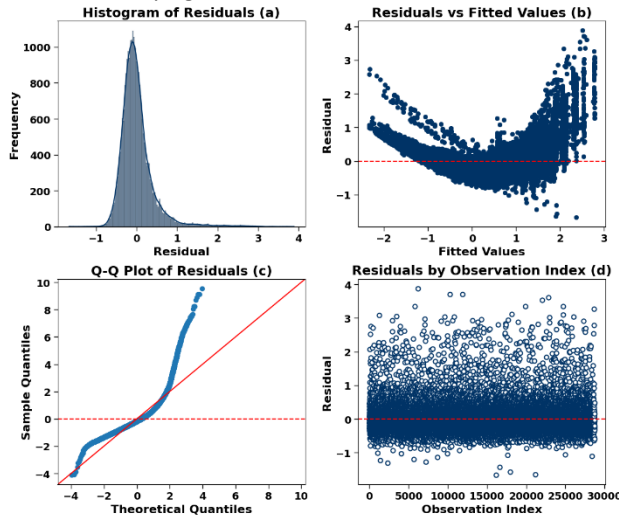 Histogram of Residuals (a)
Frequency
1000
800
600
400
200
0
−1 0 1 2 3 4
Residual
Residuals vs Fitted Values (b)
Residual
4
3
2
1
0
−1
−2 −1 0 1 2 3
Fitted Values
Q-Q Plot of Residuals (c)
Sample Quantiles
10
8
6
4
2
0
−2
−4
−4 −2 0 2 4 6 8 10
Theoretical Quantiles
Residuals by Observation Index (d)
Residual
4
3
2
1
0
−1
0 5000 10000 15000 20000 25000 30000
Observation Index